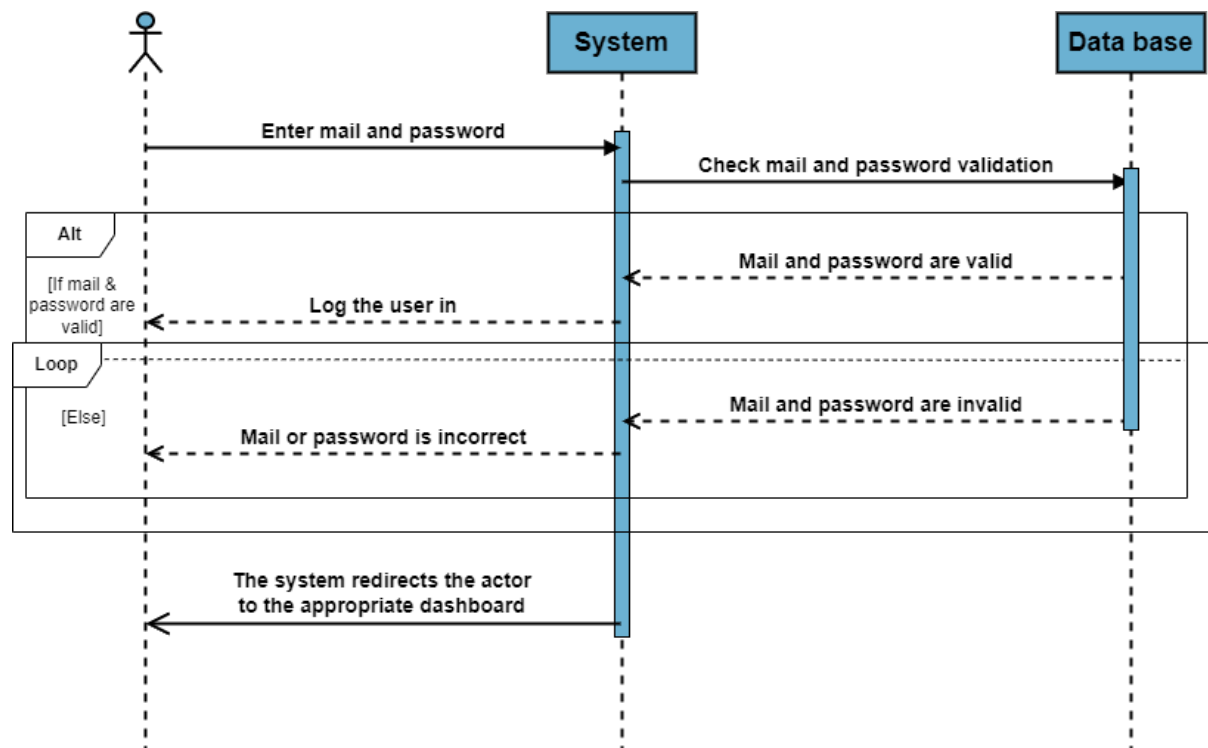 System
Data base
Enter mail and password
Check mail and password validation
Alt
[If mail &
password are
valid]
Mail and password are valid
Log the user in
Loop
[Else]
Mail and password are invalid
Mail or password is incorrect
The system redirects the actor
to the appropriate dashboard